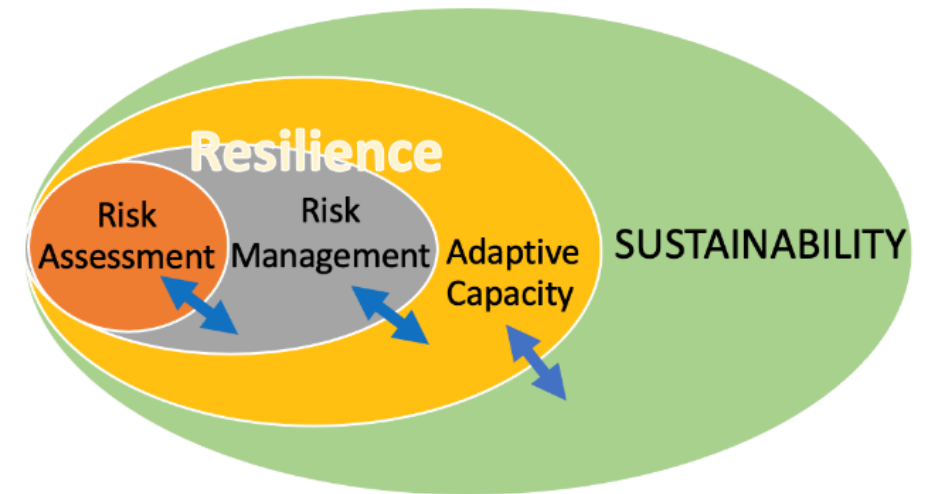 Resilience
Risk
Assessment
Risk
Management
Adaptive
Capacity
SUSTAINABILITY